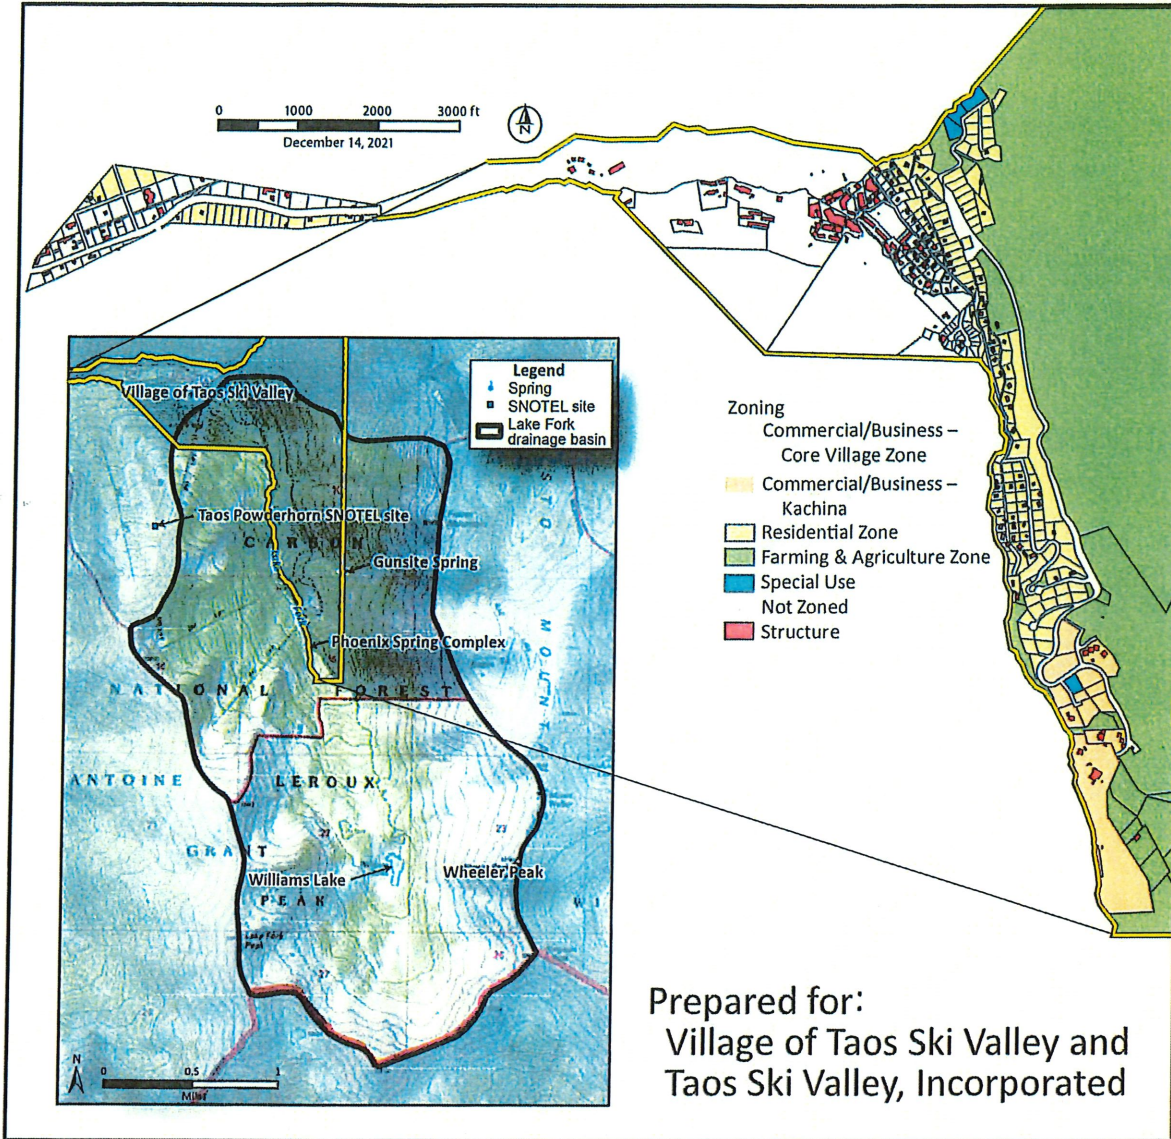 0 1000 2000 3000 ft
December 14, 2021
N
Legend
Spring
SNOTEL site
Lake Fork
drainage basin
Village of Taos Ski Valley
Taos Powderhorn SNOTEL site
CARSON
Gunsite Spring
Phoenix Spring Complex
NATIONAL FOREST
ANTOINE LEROUX
GRANT
Williams Lake
Wheeler Peak
PEAK
Lake Fork
Peak
27
N
0 0.5 1
Miles
Zoning
Commercial/Business –
Core Village Zone
Commercial/Business –
Kachina
Residential Zone
Farming & Agriculture Zone
Special Use
Not Zoned
Structure
Prepared for:
Village of Taos Ski Valley and
Taos Ski Valley, Incorporated